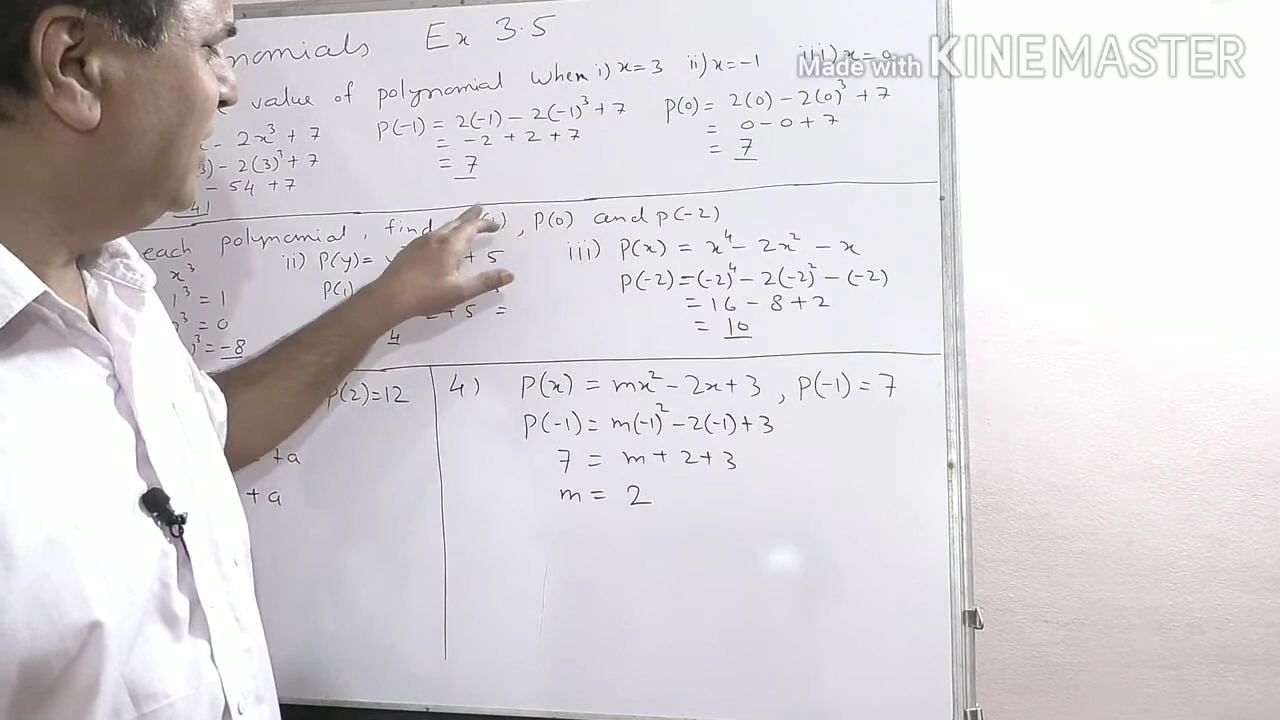 nomials Ex 3.5
Made with KINEMASTER
value of polynomial when i) x=3 ii) x=-1 iii) x=0
x - 2x³ + 7
3) - 2(3)³ + 7
- 54 + 7
41
P(-1) = 2(-1) - 2(-1)³ + 7
= -2 + 2 + 7
= 7
P(0) = 2(0) - 2(0)³ + 7
= 0 - 0 + 7
= 7
each polynomial, find , P(0) and P(-2)
x³
1³ = 1
³ = 0
)³ = -8
ii) P(y) = + 5
P(1)
+ 5 =
4
iii) P(x) = x⁴ - 2x² - x
P(-2) = (-2)⁴ - 2(-2)² - (-2)
= 16 - 8 + 2
= 10
P(2) = 12
+ a
+ a
4) P(x) = mx² - 2x + 3 , P(-1) = 7
P(-1) = m(-1)² - 2(-1) + 3
7 = m + 2 + 3
m = 2